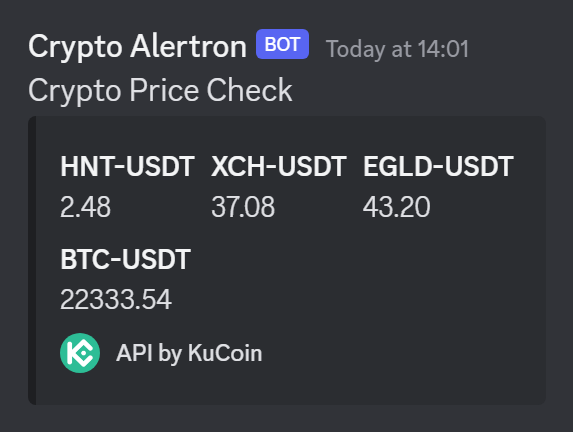 Crypto Alertron BOT Today at 14:01
Crypto Price Check
HNT-USDT XCH-USDT EGLD-USDT
2.48 37.08 43.20
BTC-USDT
22333.54
API by KuCoin